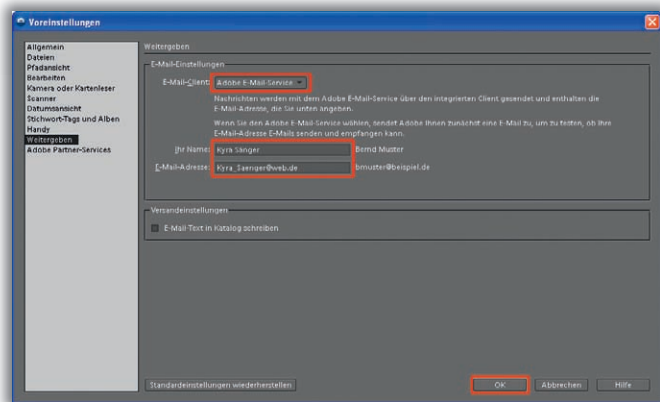 Voreinstellungen
Allgemein
Dateien
Pfadansicht
Bearbeiten
Kamera oder Kartenleser
Scanner
Datumsansicht
Stichwort-Tags und Alben
Handy
Weitergeben
Adobe Partner-Services
Weitergeben
E-Mail-Einstellungen
E-Mail-Client: Adobe E-Mail-Service
Nachrichten werden mit dem Adobe E-Mail-Service über den integrierten Client gesendet und enthalten die
E-Mail-Adresse, die Sie unten angeben.
Wenn Sie den Adobe E-Mail-Service wählen, sendet Adobe Ihnen zunächst eine E-Mail zu, um zu testen, ob Ihre
E-Mail-Adresse E-Mails senden und empfangen kann.
Ihr Name: Kyra Sänger Bernd Muster
E-Mail-Adresse: Kyra_Saenger@web.de bmuster@beispiel.de
Versandeinstellungen
E-Mail-Text in Katalog schreiben
Standardeinstellungen wiederherstellen
OK
Abbrechen
Hilfe